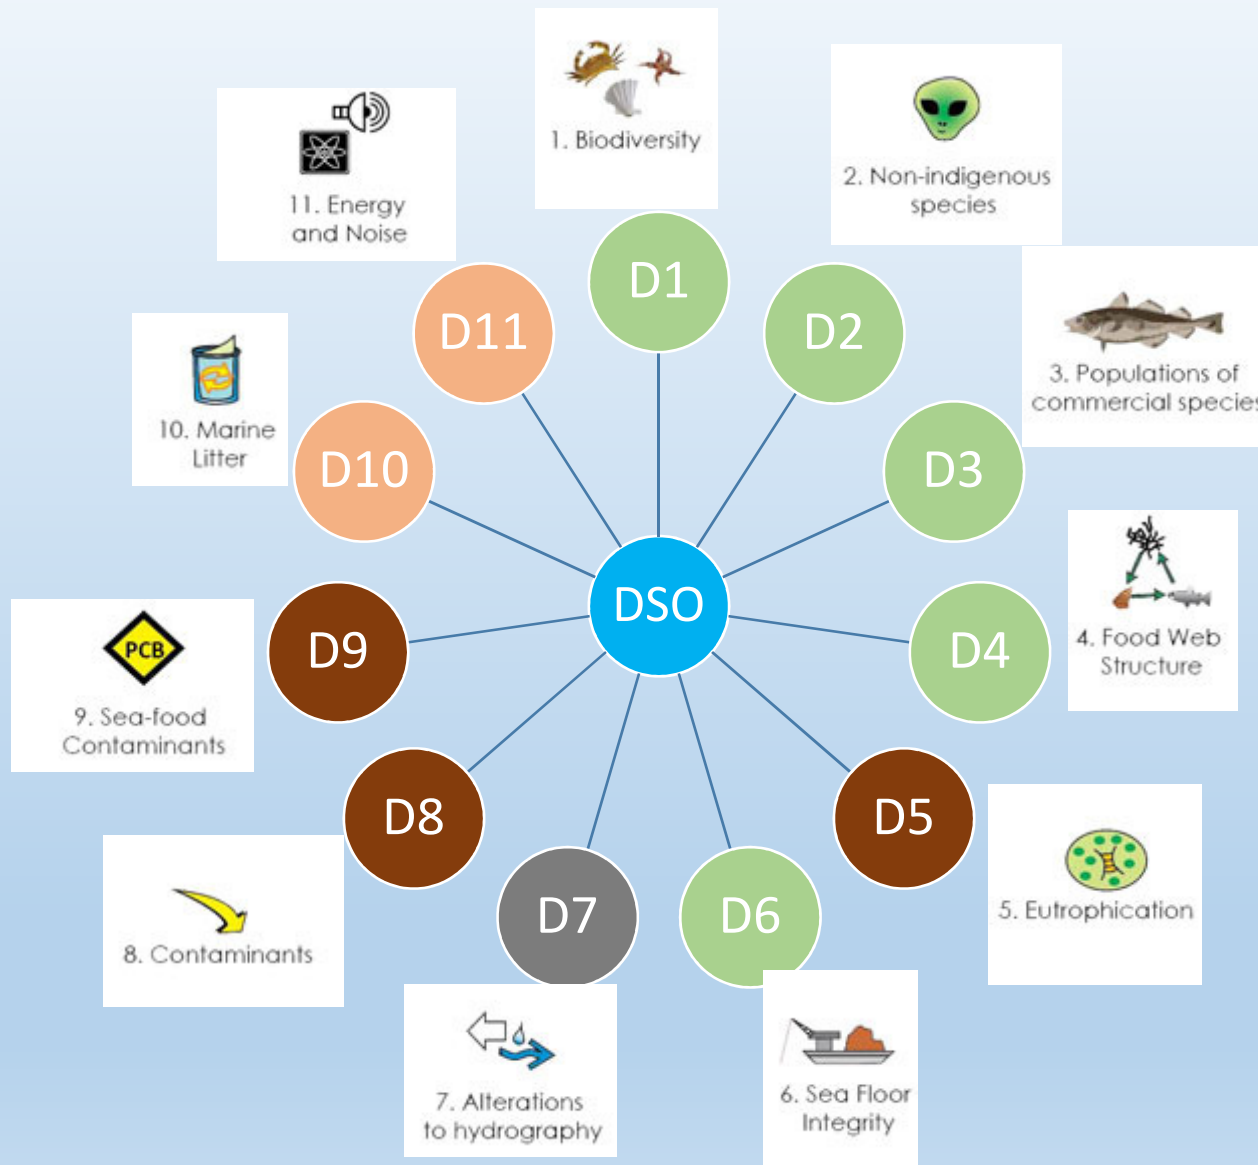 1. Biodiversity
D1
2. Non-indigenous
species
D2
3. Populations of
commercial species
D3
4. Food Web
Structure
D4
5. Eutrophication
D5
6. Sea Floor
Integrity
D6
7. Alterations
to hydrography
D7
8. Contaminants
D8
PCB
9. Sea-food
Contaminants
D9
10. Marine
Litter
D10
11. Energy
and Noise
D11
DSO